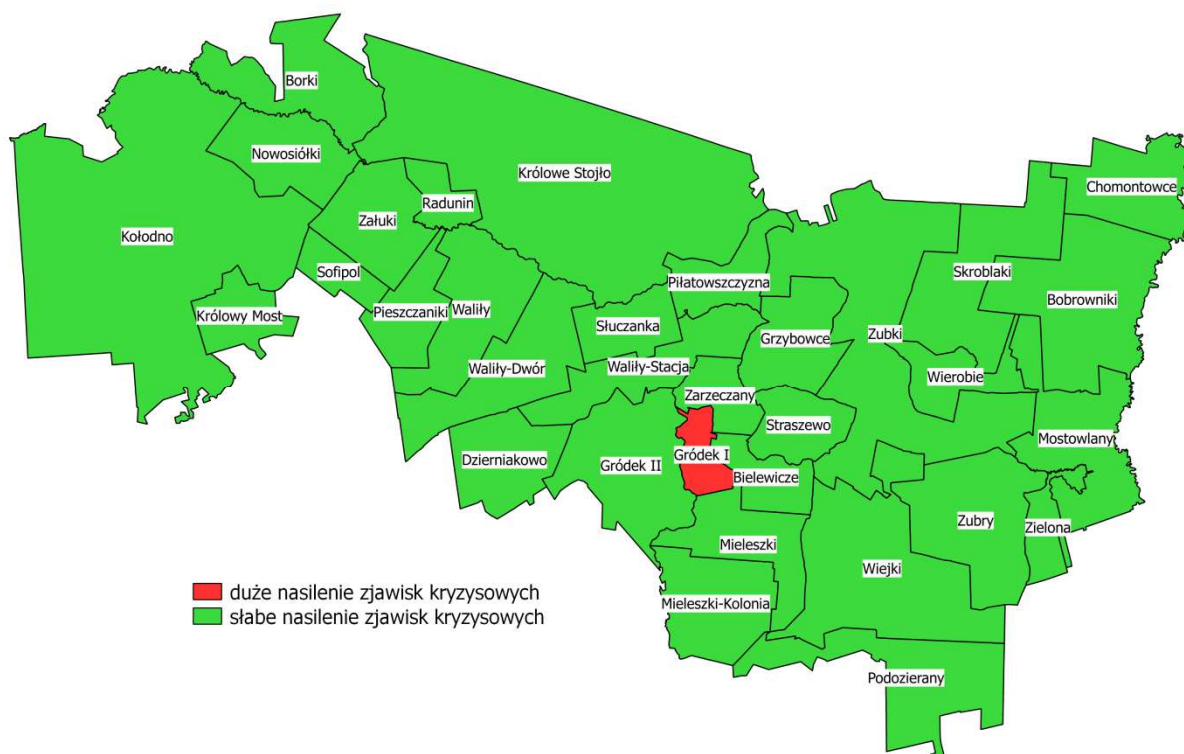 Borki
Nowosiółki
Królowe Stojło
Chomontowce
Radunin
Załuki
Kołodno
Sofipol
Skroblaki
Piłatowszczyzna
Bobrowniki
Królowy Most
Pieszczaniki
Waliły
Słuczanka
Grzybowce
Zubki
Waliły-Dwór
Waliły-Stacja
Wierobie
Zarzeczany
Straszewo
Mostowlany
Dzierniakowo
Gródek II
Gródek I
Bielewicze
Zubry
Zielona
Mieleszki
Wiejki
Mieleszki-Kolonia
Podozierany
duże nasilenie zjawisk kryzysowych
słabe nasilenie zjawisk kryzysowych